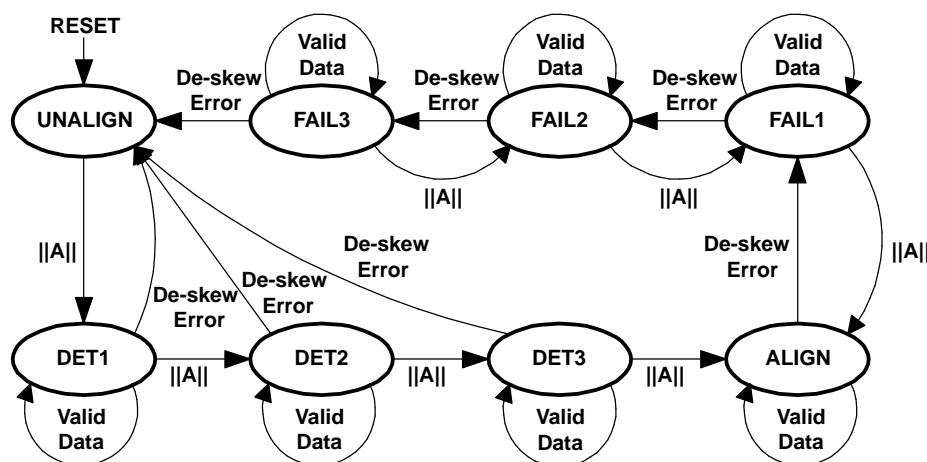 RESET
Valid
Data
Valid
Data
Valid
Data
De-skew
Error
De-skew
Error
De-skew
Error
UNALIGN
FAIL3
FAIL2
FAIL1
||A||
||A||
||A||
De-skew
Error
De-skew
Error
||A||
De-skew
Error
De-skew
Error
DET1
DET2
DET3
ALIGN
||A||
||A||
||A||
Valid
Data
Valid
Data
Valid
Data
Valid
Data